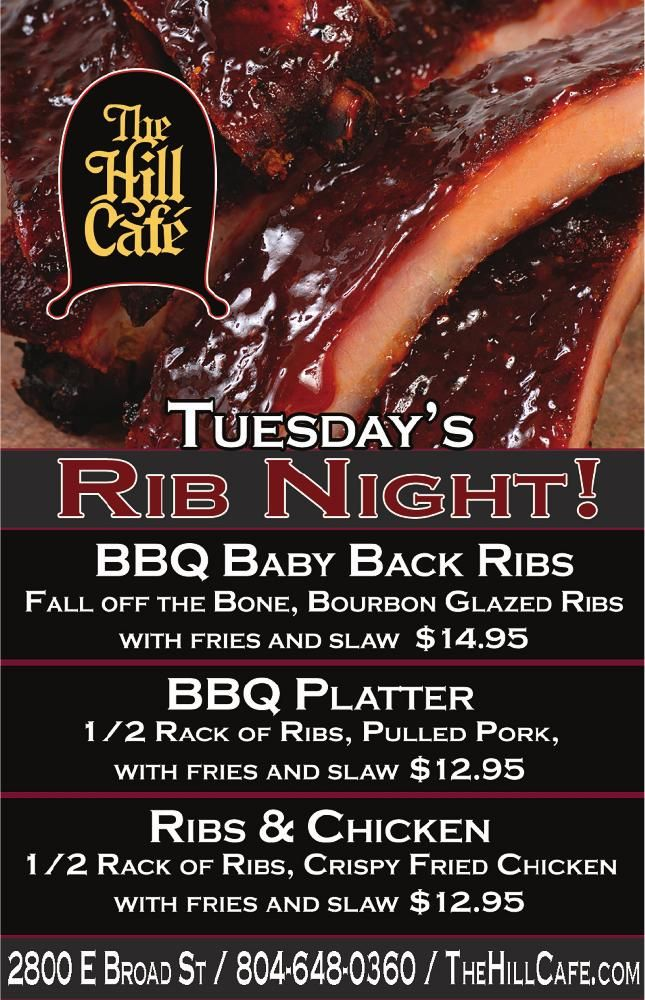 The
Hill
Café
Tuesday's
Rib Night!
BBQ Baby Back Ribs
Fall off the Bone, Bourbon Glazed Ribs
with fries and slaw $14.95
BBQ Platter
1/2 Rack of Ribs, Pulled Pork,
with fries and slaw $12.95
Ribs & Chicken
1/2 Rack of Ribs, Crispy Fried Chicken
with fries and slaw $12.95
2800 E Broad St / 804-648-0360 / TheHillCafe.com